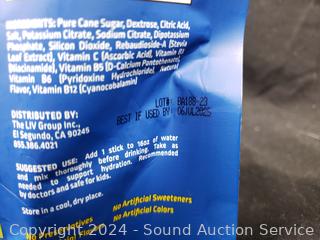 INGREDIENTS: Pure Cane Sugar, Dextrose, Citric Acid,
Salt, Potassium Citrate, Sodium Citrate, Dipotassium
Phosphate, Silicon Dioxide, Rebaudioside-A (Stevia
Leaf Extract), Vitamin C (Ascorbic Acid), Vitamin B3
(Niacinamide), Vitamin B5 (D-Calcium Pantothenate),
Vitamin B6 (Pyridoxine Hydrochloride), Natural
Flavor, Vitamin B12 (Cyanocobalamin)
LOT#: BA188-23
BEST IF USED BY: 06JUL2025
DISTRIBUTED BY:
The LIV Group Inc.,
El Segundo, CA 90245
855.386.4021
SUGGESTED USE: Add 1 stick to 16oz of water
and mix thoroughly before drinking. Take as
needed to support hydration. Recommended
by doctors and safe for kids.
Store in a cool, dry place.
No Artificial Sweeteners
No Artificial Colors
No Preservatives
Copyright © 2024 - Sound Auction Service